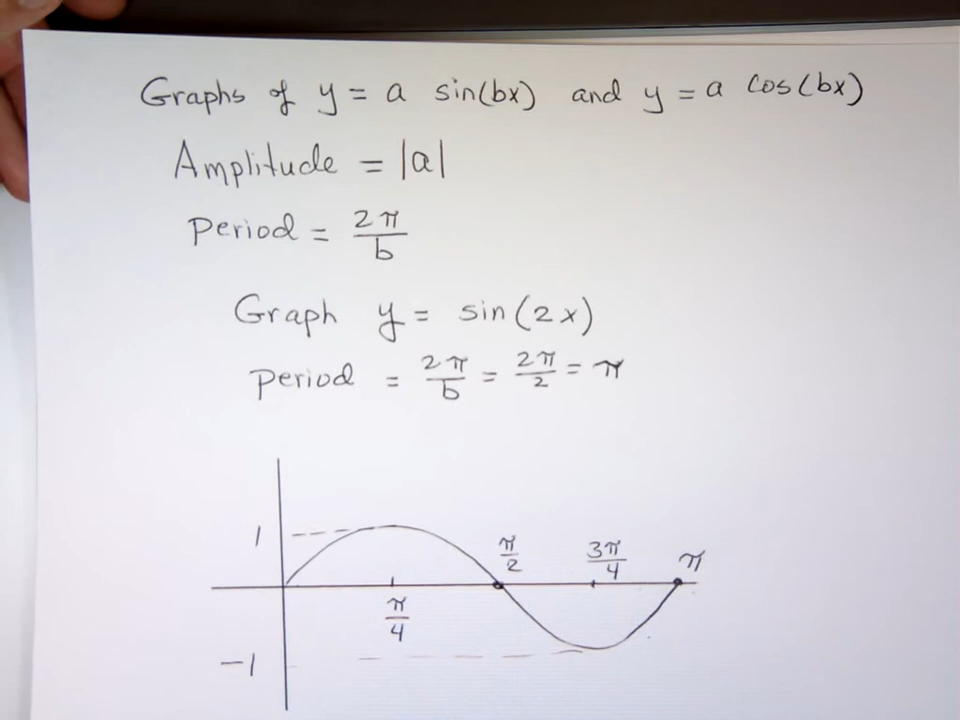 Graphs of y = a sin(bx) and y = a cos(bx)
Amplitude = |a|
Period = 2π/b
Graph y = sin(2x)
Period = 2π/b = 2π/2 = π
1
π/2
3π/4
π
π/4
-1